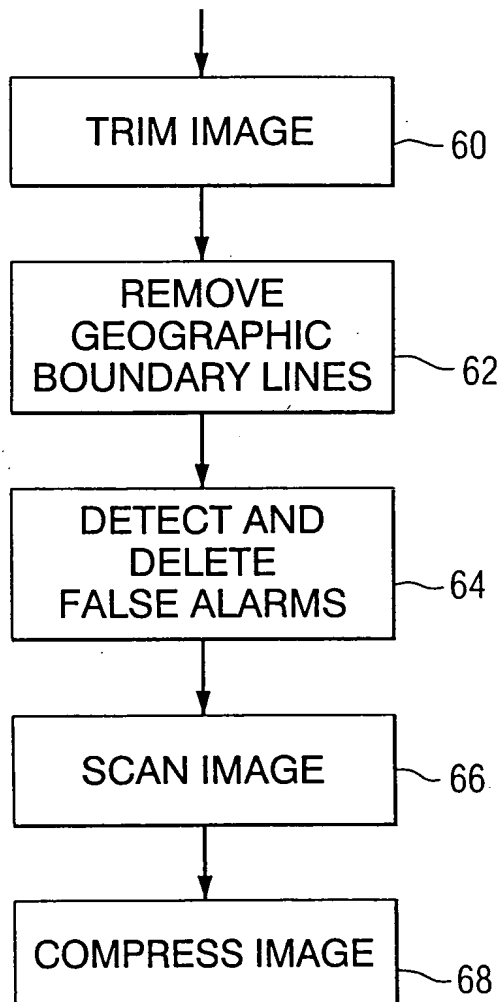 TRIM IMAGE
60
REMOVE
GEOGRAPHIC
BOUNDARY LINES
62
DETECT AND
DELETE
FALSE ALARMS
64
SCAN IMAGE
66
COMPRESS IMAGE
68